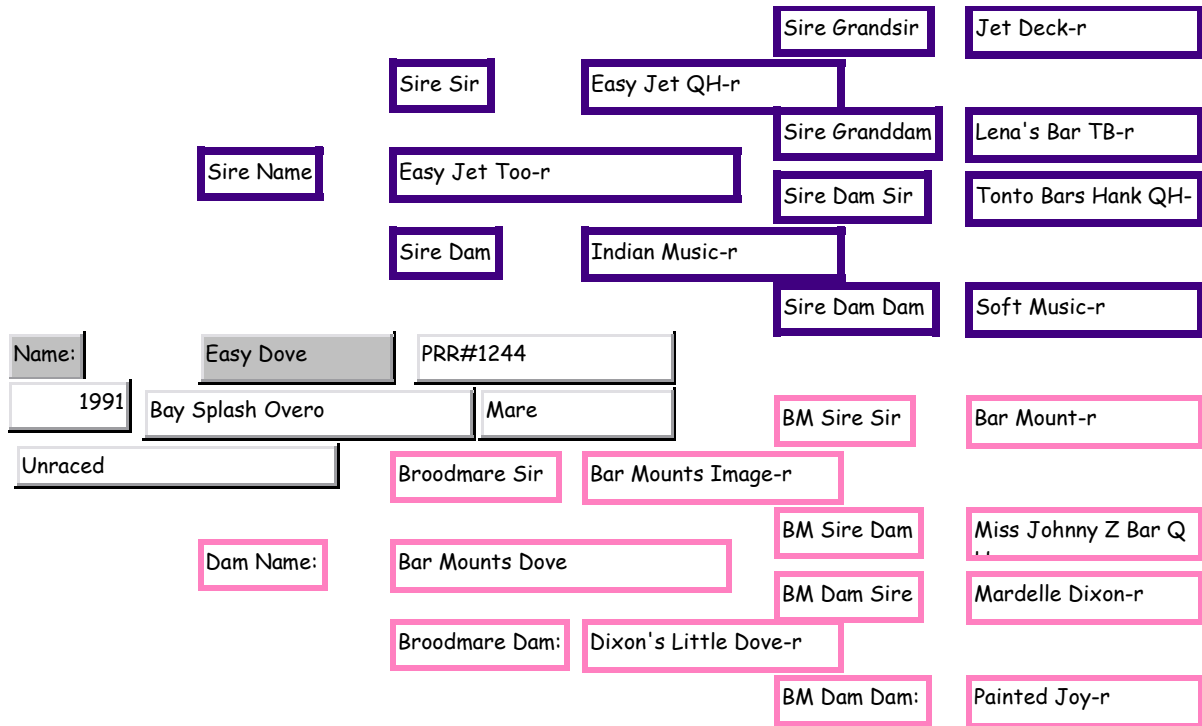 Sire Grandsir Jet Deck-r
Sire Sir Easy Jet QH-r
Sire Granddam Lena's Bar TB-r
Sire Name Easy Jet Too-r
Sire Dam Sir Tonto Bars Hank QH-
Sire Dam Indian Music-r
Sire Dam Dam Soft Music-r
Name: Easy Dove PRR#1244
1991 Bay Splash Overo Mare
BM Sire Sir Bar Mount-r
Unraced
Broodmare Sir Bar Mounts Image-r
BM Sire Dam Miss Johnny Z Bar Q
Dam Name: Bar Mounts Dove
BM Dam Sire Mardelle Dixon-r
Broodmare Dam: Dixon's Little Dove-r
BM Dam Dam: Painted Joy-r